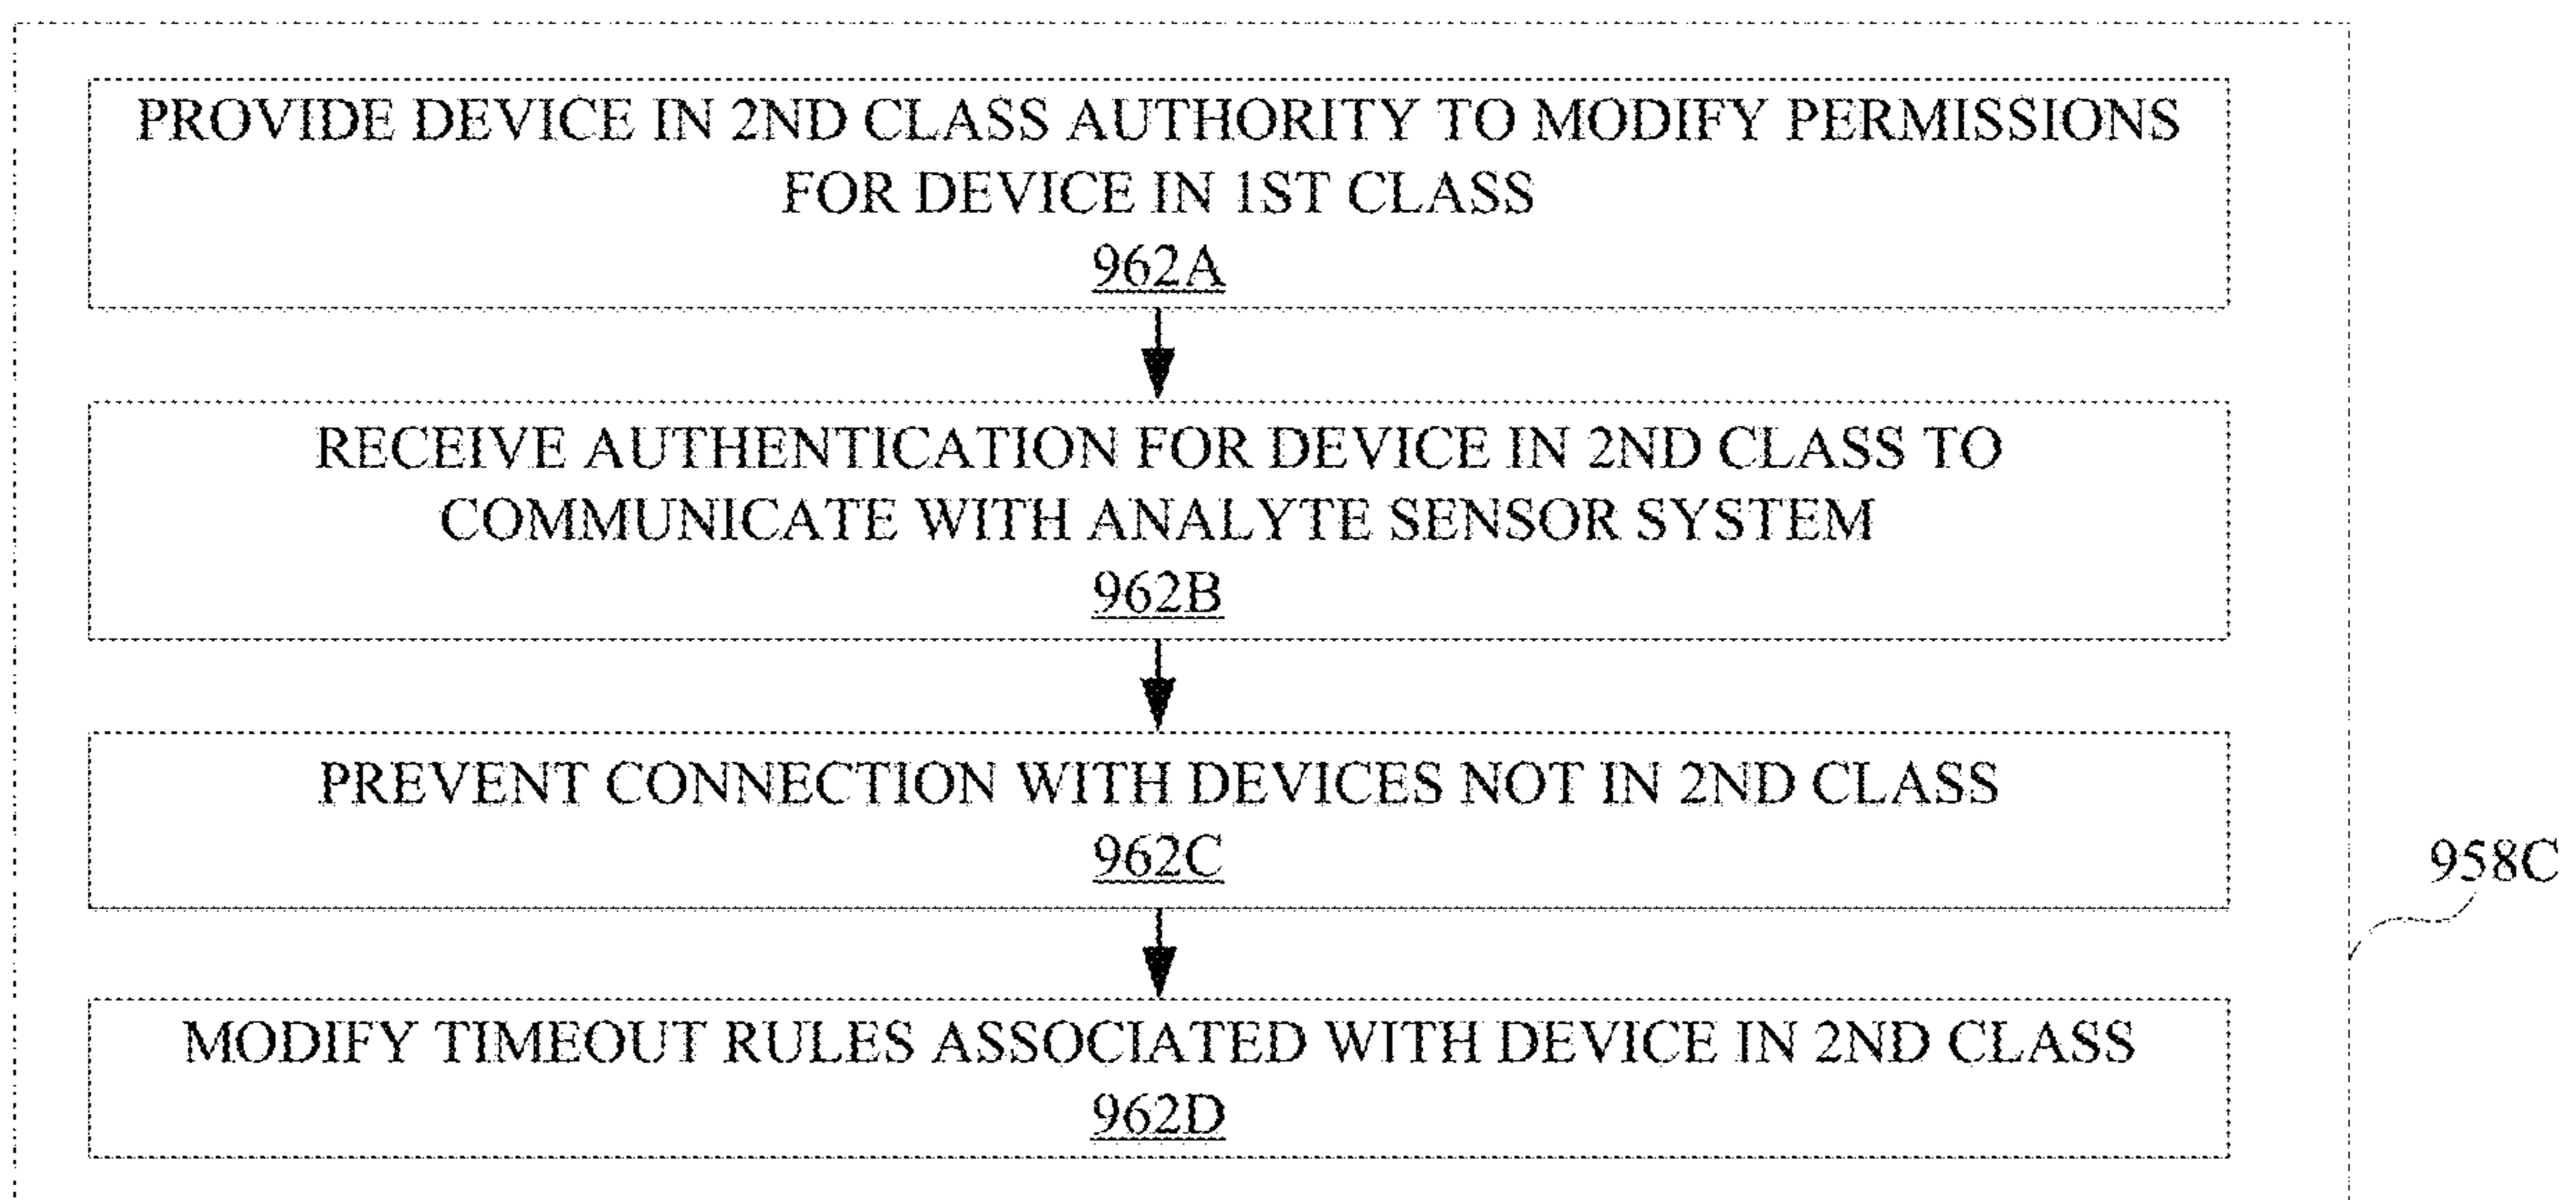 PROVIDE DEVICE IN 2ND CLASS AUTHORITY TO MODIFY PERMISSIONS
FOR DEVICE IN 1ST CLASS
962A
RECEIVE AUTHENTICATION FOR DEVICE IN 2ND CLASS TO
COMMUNICATE WITH ANALYTE SENSOR SYSTEM
962B
PREVENT CONNECTION WITH DEVICES NOT IN 2ND CLASS
962C
958C
MODIFY TIMEOUT RULES ASSOCIATED WITH DEVICE IN 2ND CLASS
962D